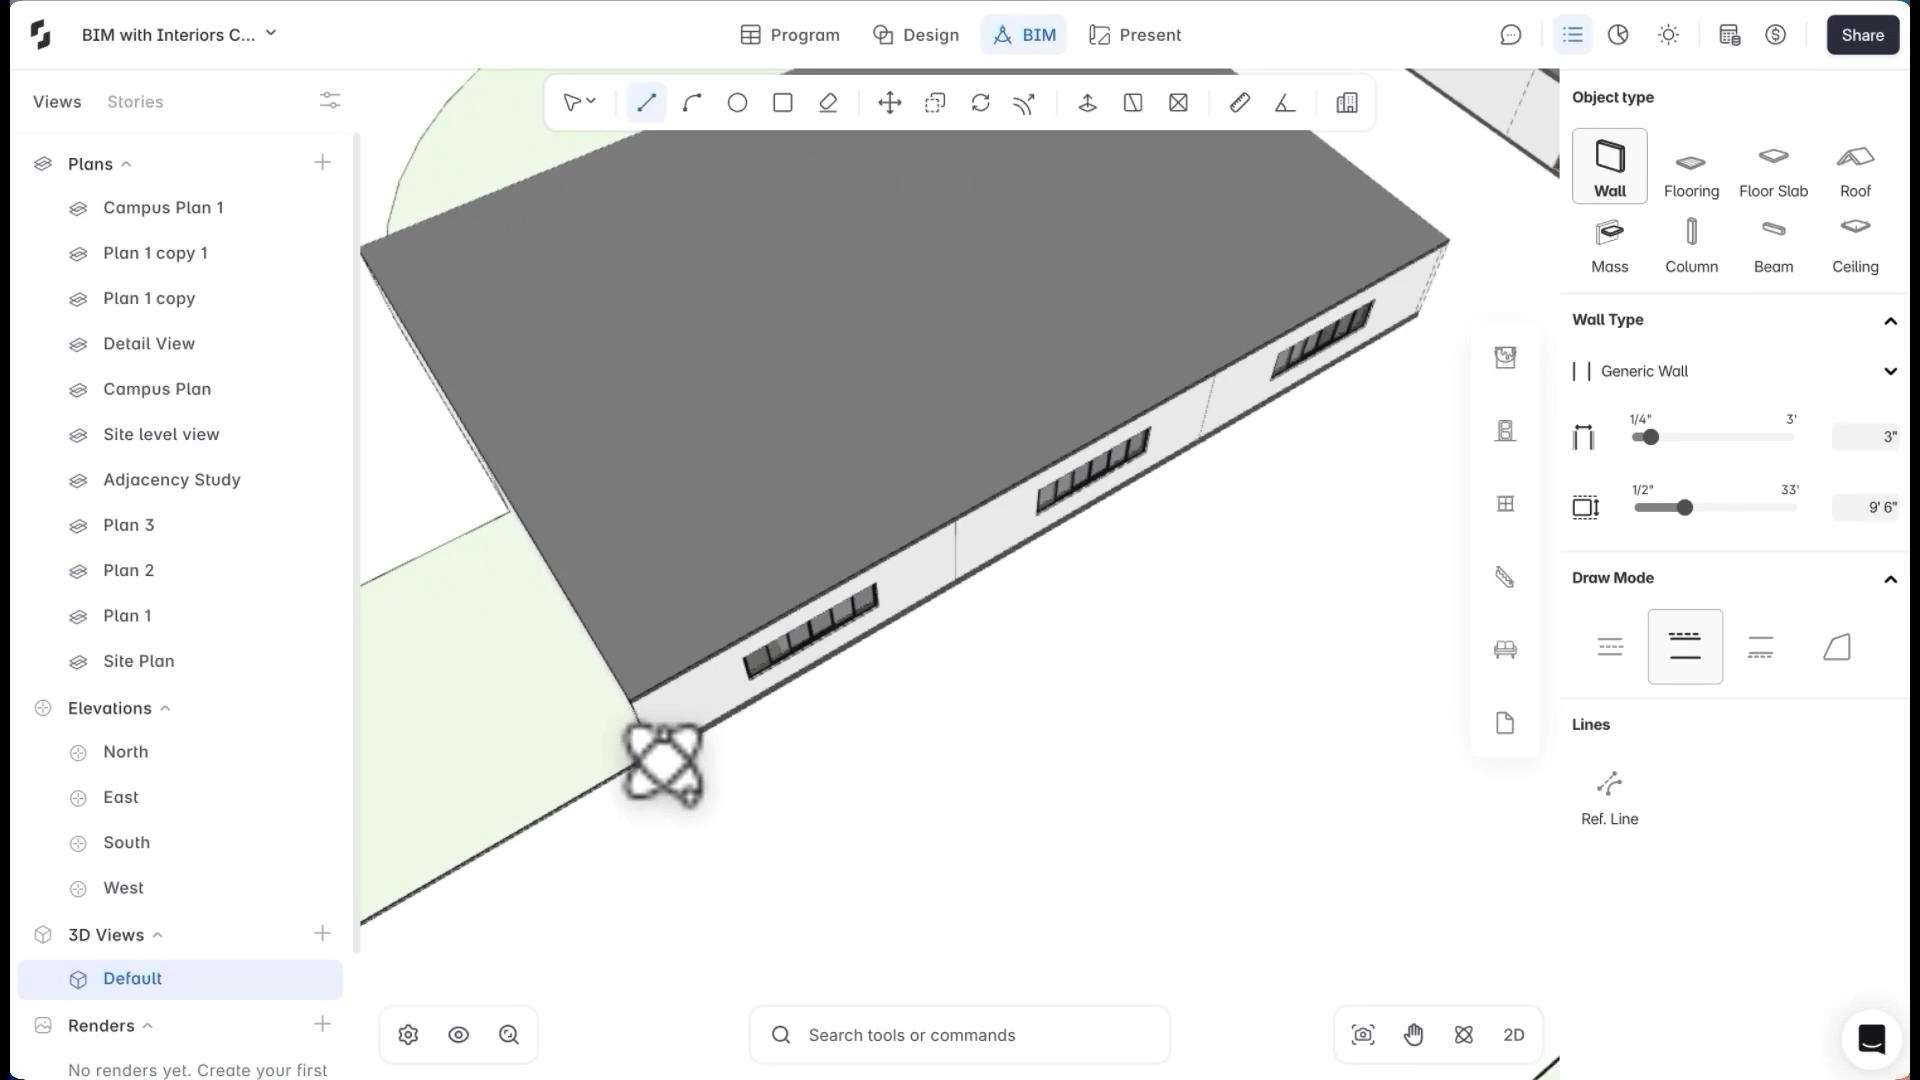 BIM with Interiors C...
Program
Design
BIM
Present
Share
Views
Stories
Plans
Campus Plan 1
Plan 1 copy 1
Plan 1 copy
Detail View
Campus Plan
Site level view
Adjacency Study
Plan 3
Plan 2
Plan 1
Site Plan
Elevations
North
East
South
West
3D Views
Default
Renders
No renders yet. Create your first
Search tools or commands
2D
Object type
Wall
Flooring
Floor Slab
Roof
Mass
Column
Beam
Ceiling
Wall Type
Generic Wall
1/4"
3'
3"
1/2"
33'
9' 6"
Draw Mode
Lines
Ref. Line